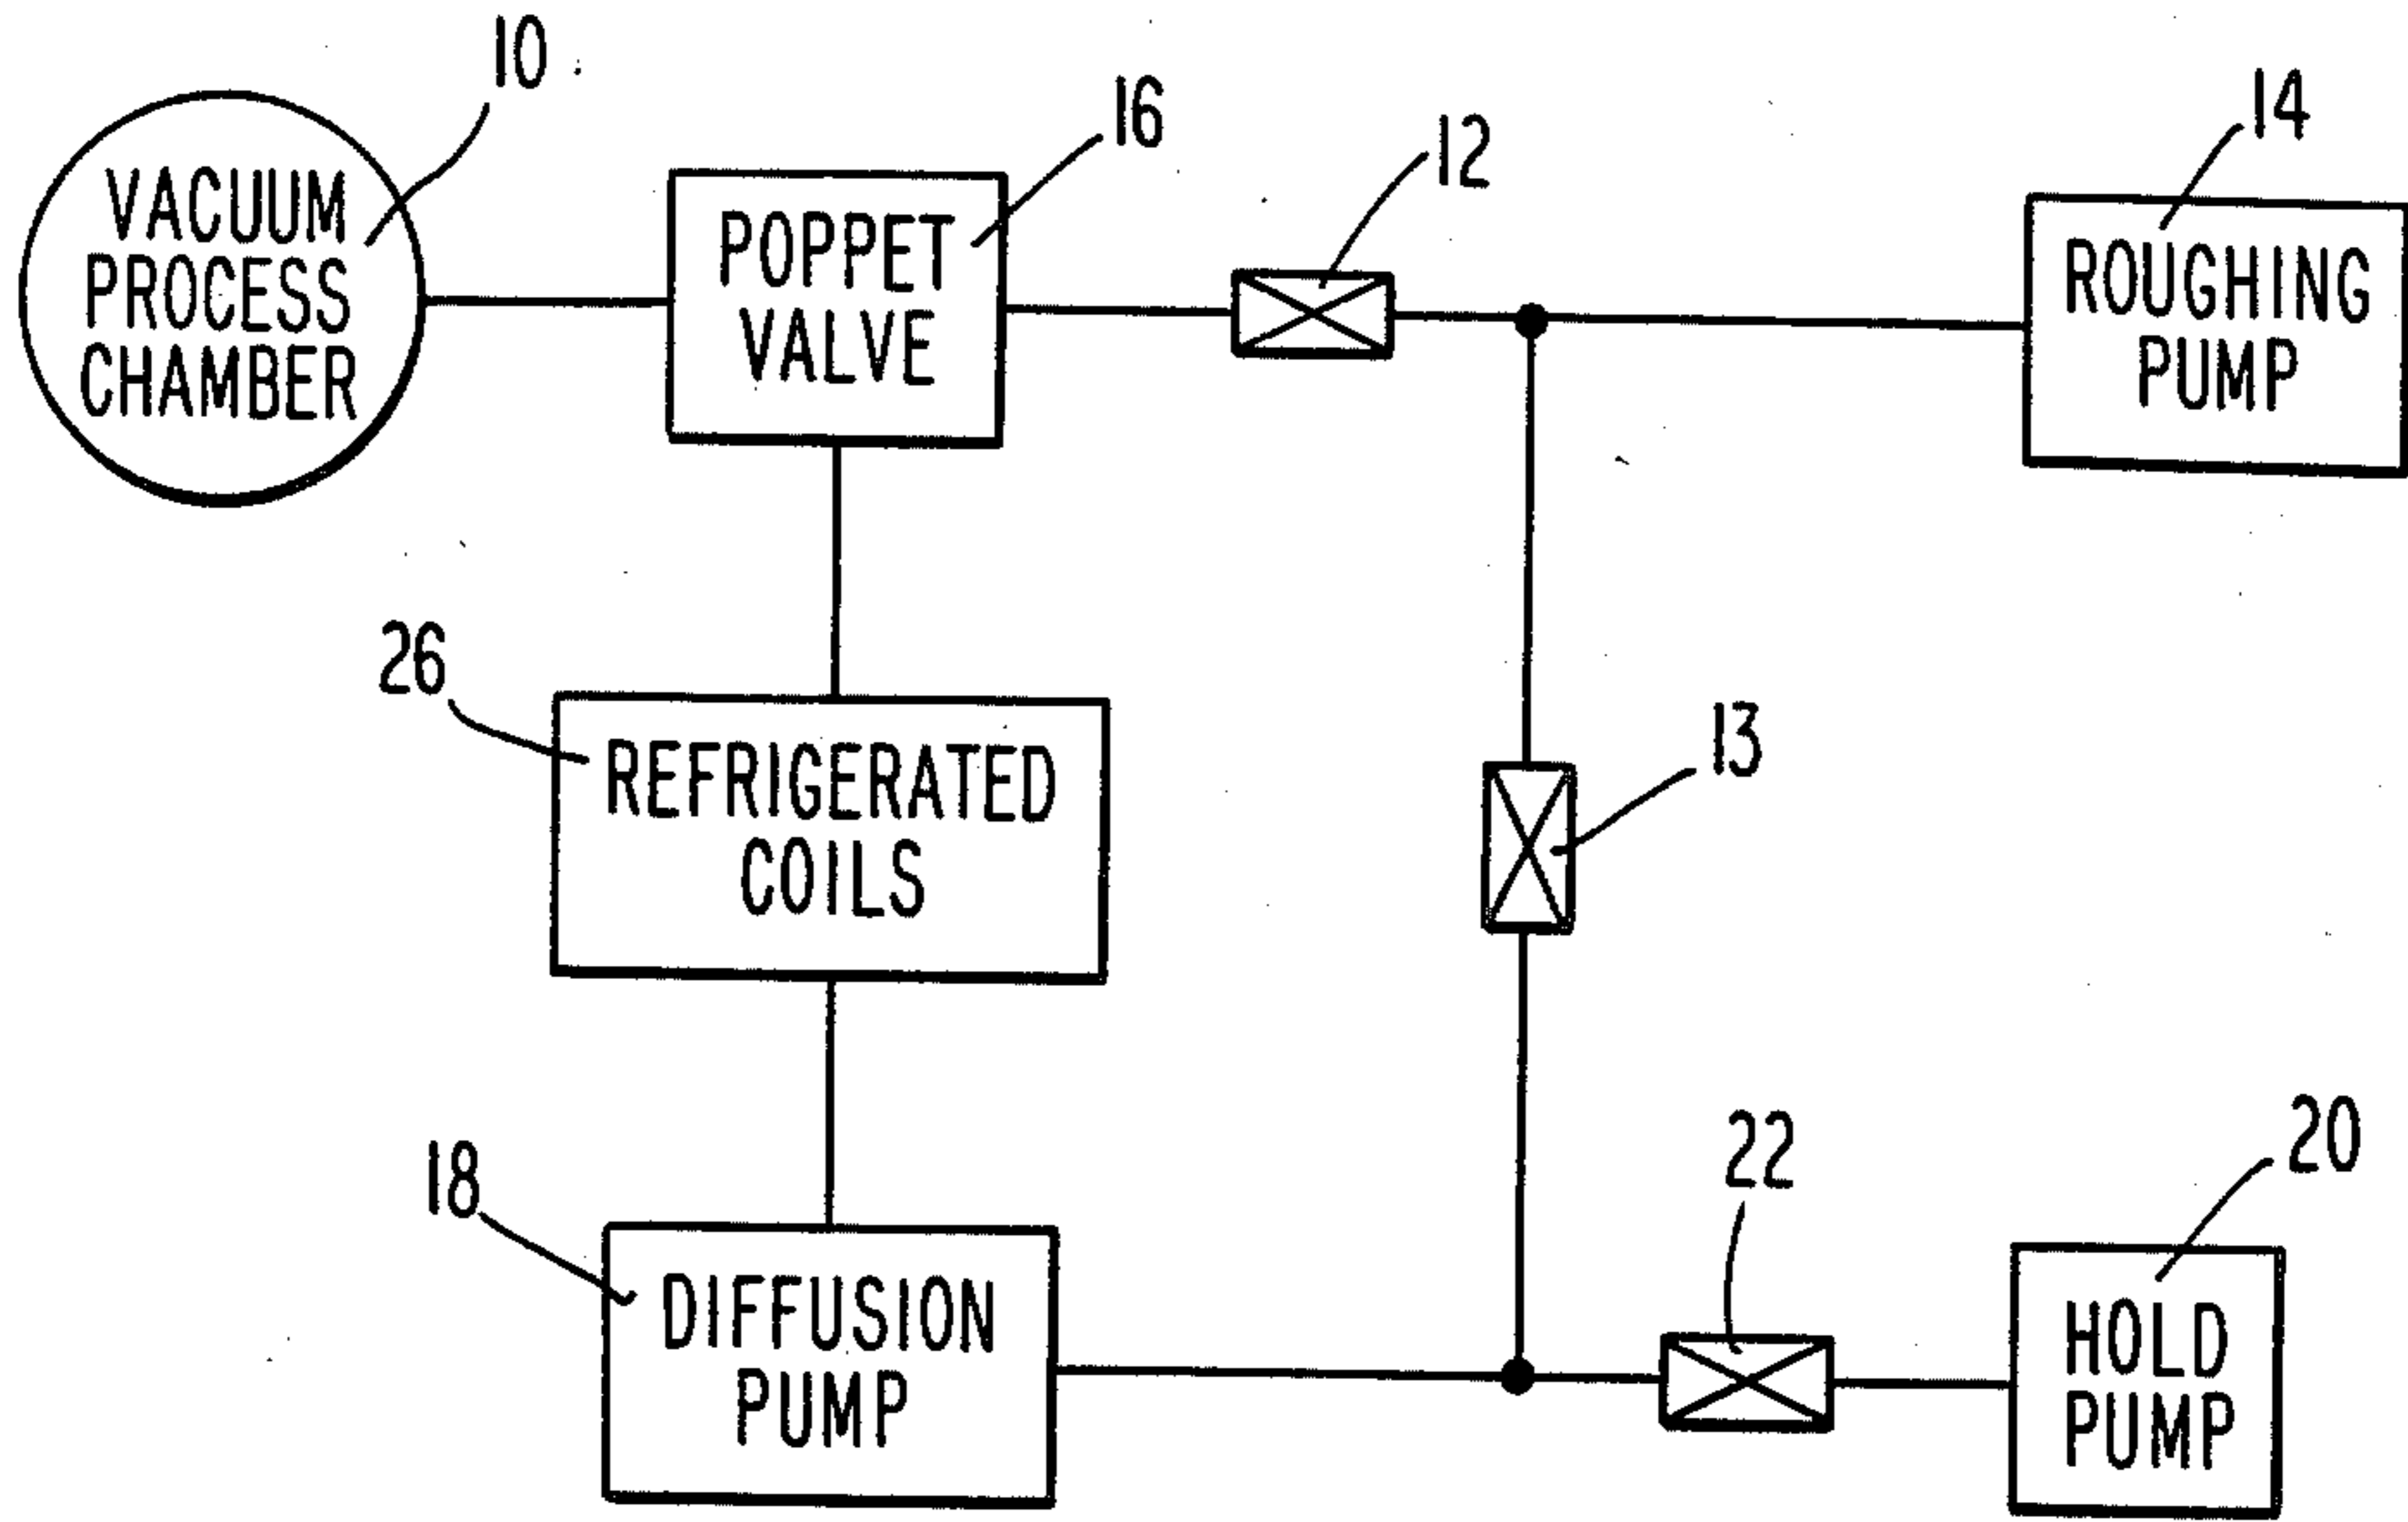 10
16
12
14
VACUUM
PROCESS
CHAMBER
POPPET
VALVE
ROUGHING
PUMP
26
13
REFRIGERATED
COILS
18
22
20
DIFFUSION
PUMP
HOLD
PUMP